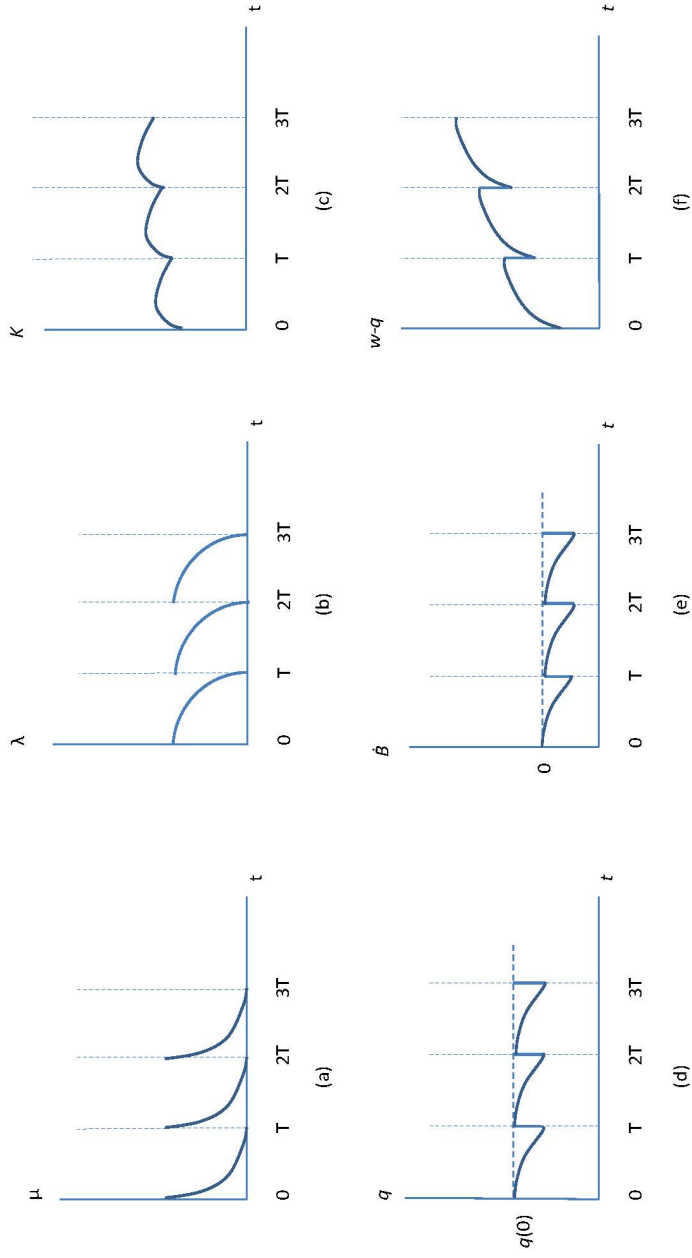 μ
0 T 2T 3T t
(a)
λ
0 T 2T 3T t
(b)
K
0 T 2T 3T t
(c)
q
q(0)
0 T 2T 3T t
(d)
Ḃ
0
0 T 2T 3T t
(e)
w-q
0 T 2T 3T t
(f)